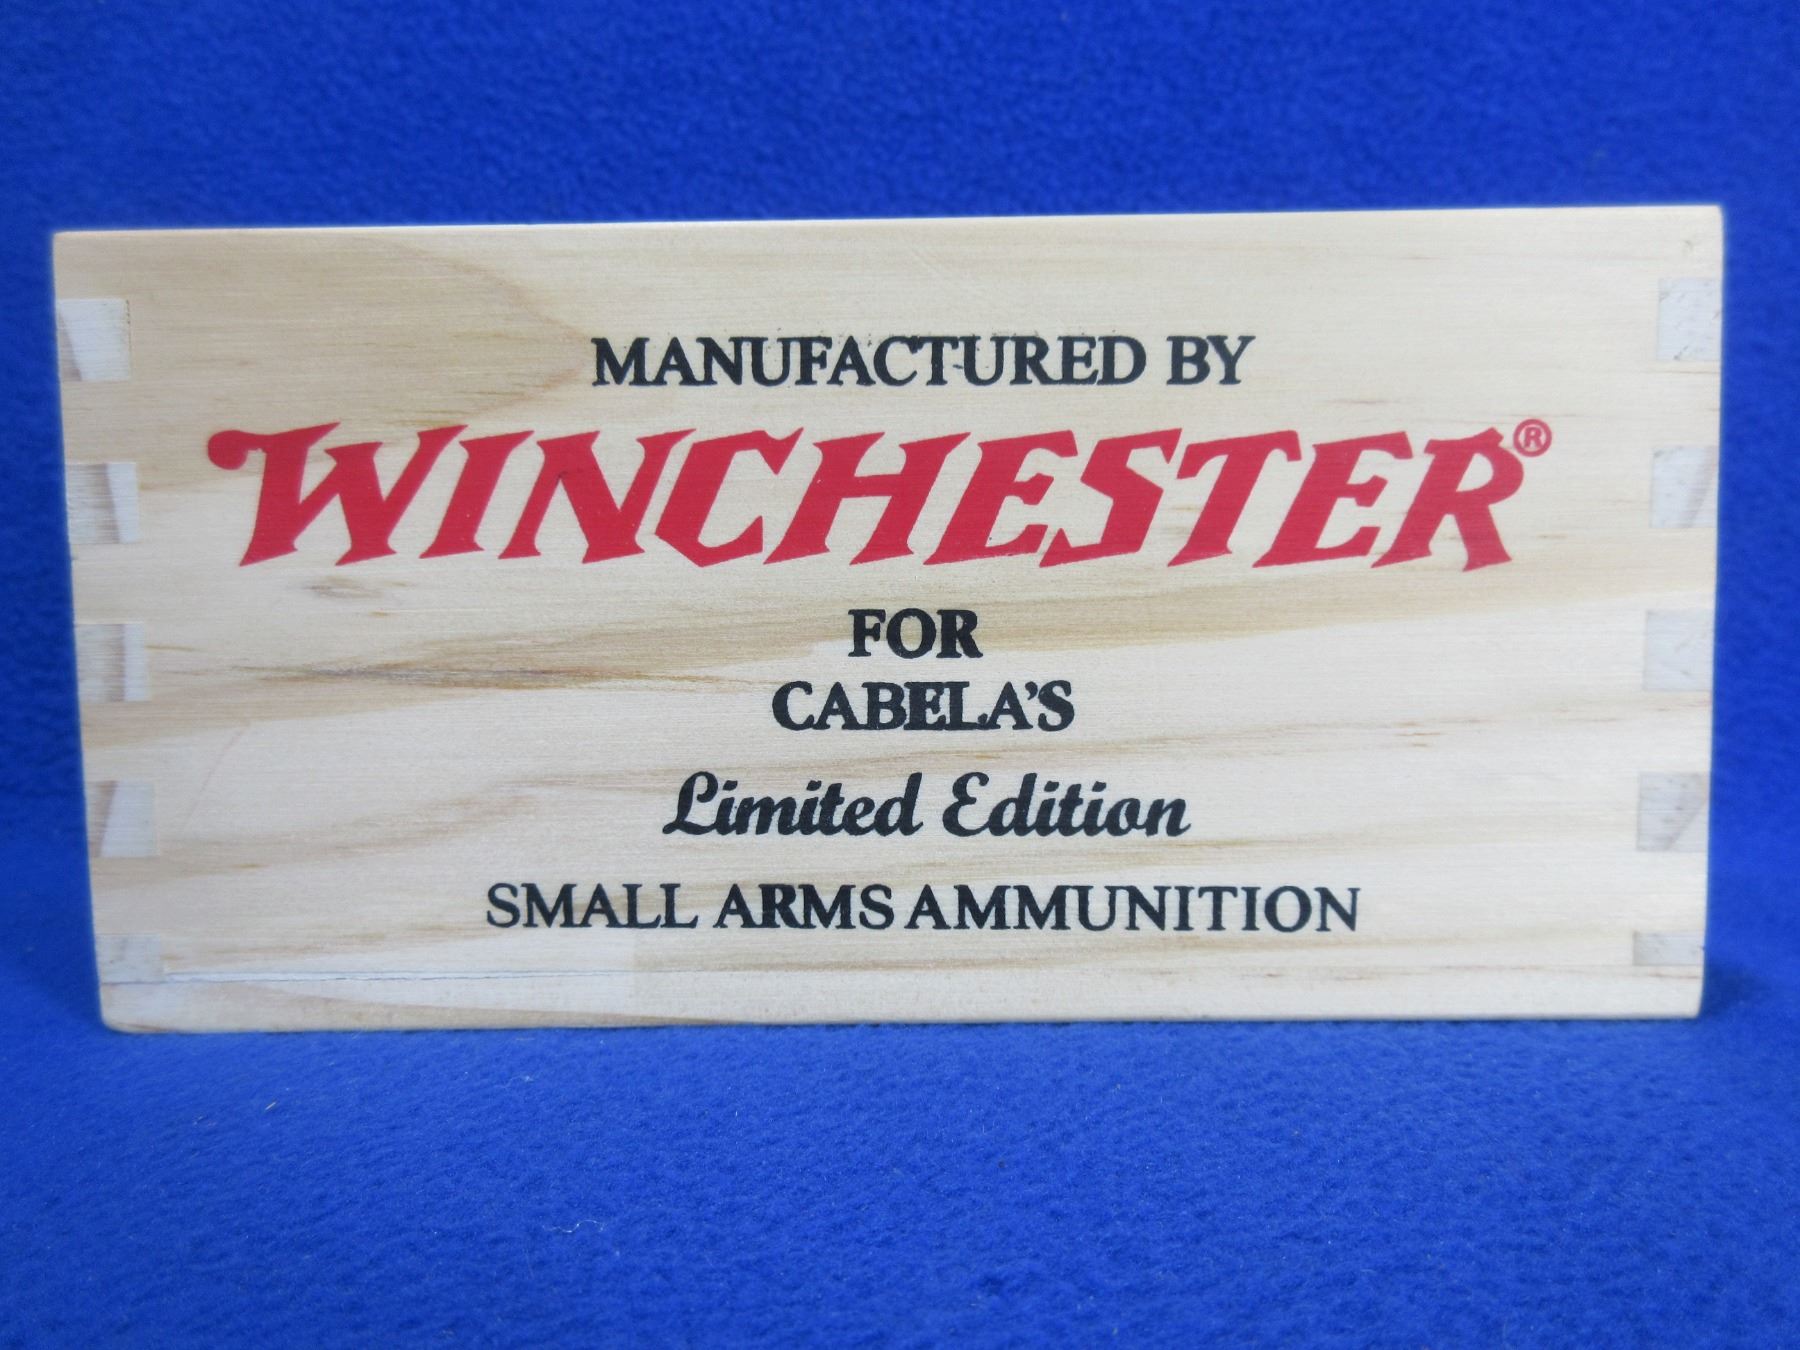 MANUFACTURED BY
WINCHESTER®
FOR
CABELA'S
Limited Edition
SMALL ARMS AMMUNITION